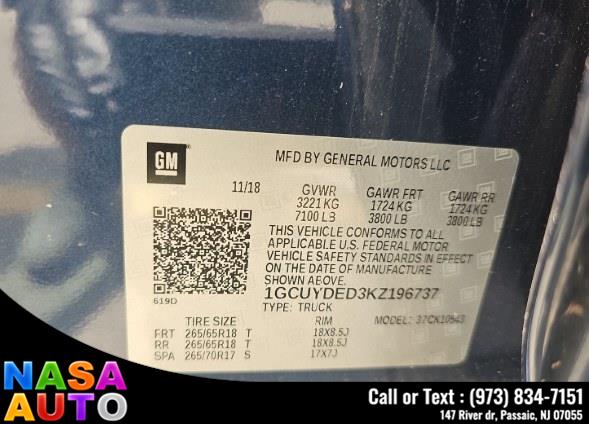 GM
MFD BY GENERAL MOTORS LLC
11/18 GVWR GAWR FRT GAWR RR
3221 KG 1724 KG 1724 KG
7100 LB 3800 LB 3800 LB
THIS VEHICLE CONFORMS TO ALL
APPLICABLE U.S. FEDERAL MOTOR
VEHICLE SAFETY STANDARDS IN EFFECT
ON THE DATE OF MANUFACTURE SHOWN ABOVE.
619D
1GCUYDED3KZ196737
TYPE: TRUCK MODEL: 37CK10543
TIRE SIZE RIM
FRT 265/65R18 T 18X8.5J
RR 265/65R18 T 18X8.5J
SPA 265/70R17 S 17X7J
NASA
AUTO
Call or Text : (973) 834-7151
147 River dr, Passaic, NJ 07055